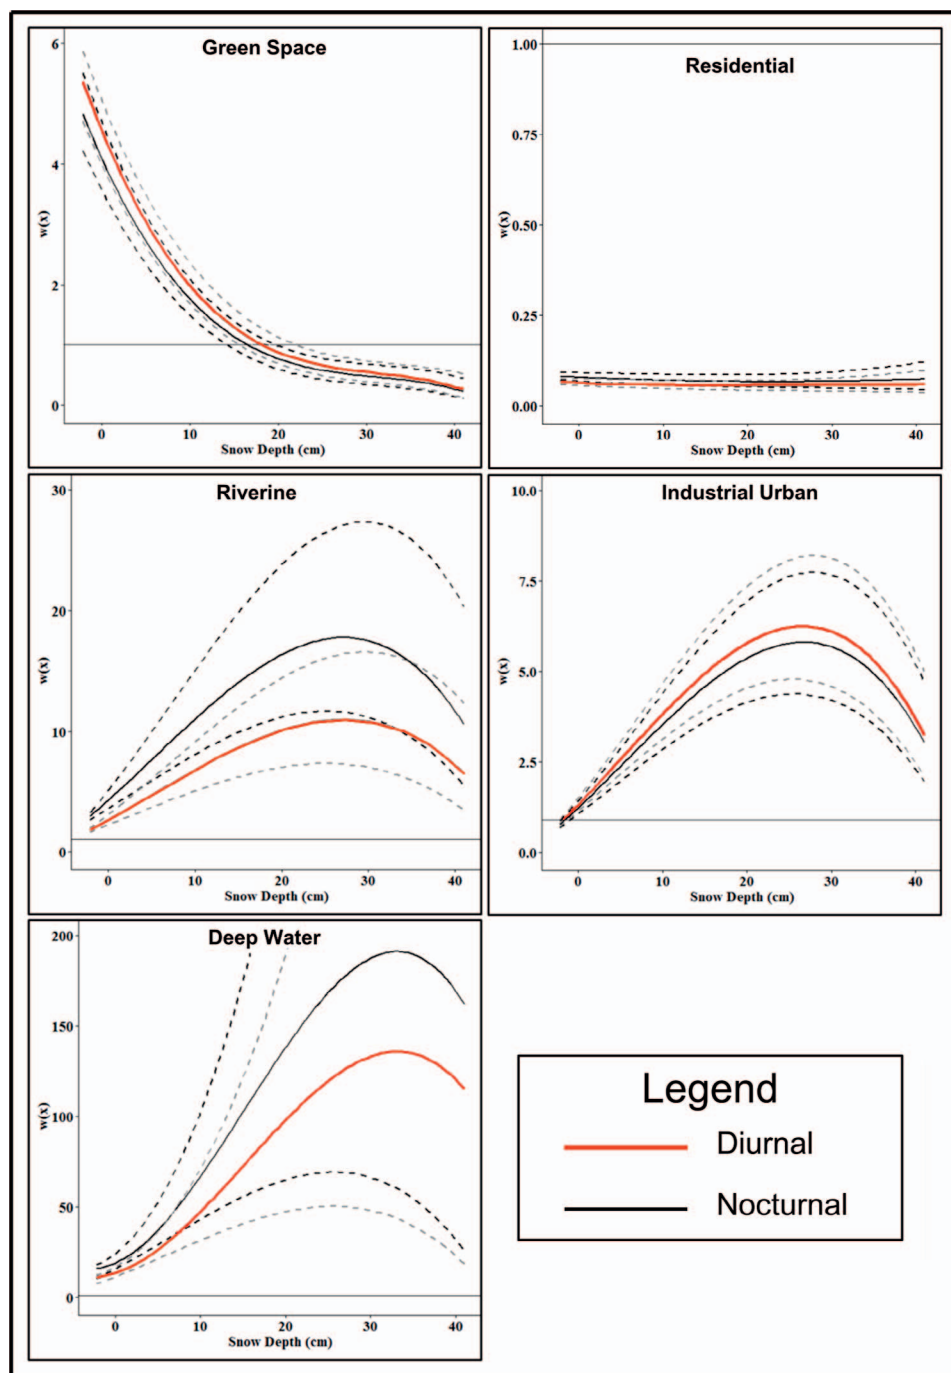 Green Space
6
4
2
0
w(x)
0 10 20 30 40
Snow Depth (cm)
Residential
1.00
0.75
0.50
0.25
0.00
w(x)
0 10 20 30 40
Snow Depth (cm)
Riverine
30
20
10
0
w(x)
0 10 20 30 40
Snow Depth (cm)
Industrial Urban
10.0
7.5
5.0
2.5
0.0
w(x)
0 10 20 30 40
Snow Depth (cm)
Deep Water
200
150
100
50
0
w(x)
0 10 20 30 40
Snow Depth (cm)
Legend
Diurnal
Nocturnal